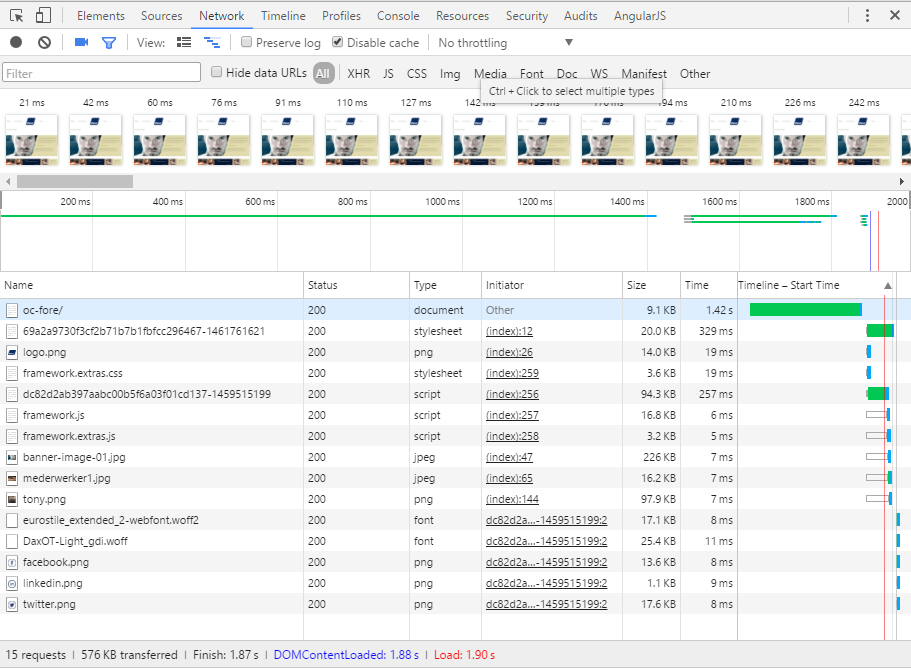 Elements Sources Network Timeline Profiles Console Resources Security Audits AngularJS
View: Preserve log Disable cache No throttling
Filter Hide data URLs All XHR JS CSS Img Media Font Doc WS Manifest Other
Ctrl + Click to select multiple types
21 ms 42 ms 60 ms 76 ms 91 ms 110 ms 127 ms 142 ms 159 ms 176 ms 194 ms 210 ms 226 ms 242 ms
200 ms 400 ms 600 ms 800 ms 1000 ms 1200 ms 1400 ms 1600 ms 1800 ms 2000
Name Status Type Initiator Size Time Timeline – Start Time
oc-fore/ 200 document Other 9.1 KB 1.42 s
69a2a9730f3cf2b71b7b1fbfcc296467-1461761621 200 stylesheet (index):12 20.0 KB 329 ms
logo.png 200 png (index):26 14.0 KB 19 ms
framework.extras.css 200 stylesheet (index):259 3.6 KB 19 ms
dc82d2ab397aabc00b5f6a03f01cd137-1459515199 200 script (index):256 94.3 KB 257 ms
framework.js 200 script (index):257 16.8 KB 6 ms
framework.extras.js 200 script (index):258 3.2 KB 5 ms
banner-image-01.jpg 200 jpeg (index):47 226 KB 7 ms
mederwerker1.jpg 200 jpeg (index):65 16.2 KB 7 ms
tony.png 200 png (index):144 97.9 KB 7 ms
eurostile_extended_2-webfont.woff2 200 font dc82d2a...-1459515199:2 17.1 KB 8 ms
DaxOT-Light_gdi.woff 200 font dc82d2a...-1459515199:2 25.4 KB 11 ms
facebook.png 200 png dc82d2a...-1459515199:2 13.6 KB 8 ms
linkedin.png 200 png dc82d2a...-1459515199:2 1.1 KB 9 ms
twitter.png 200 png dc82d2a...-1459515199:2 17.6 KB 8 ms
15 requests | 576 KB transferred | Finish: 1.87 s | DOMContentLoaded: 1.88 s | Load: 1.90 s